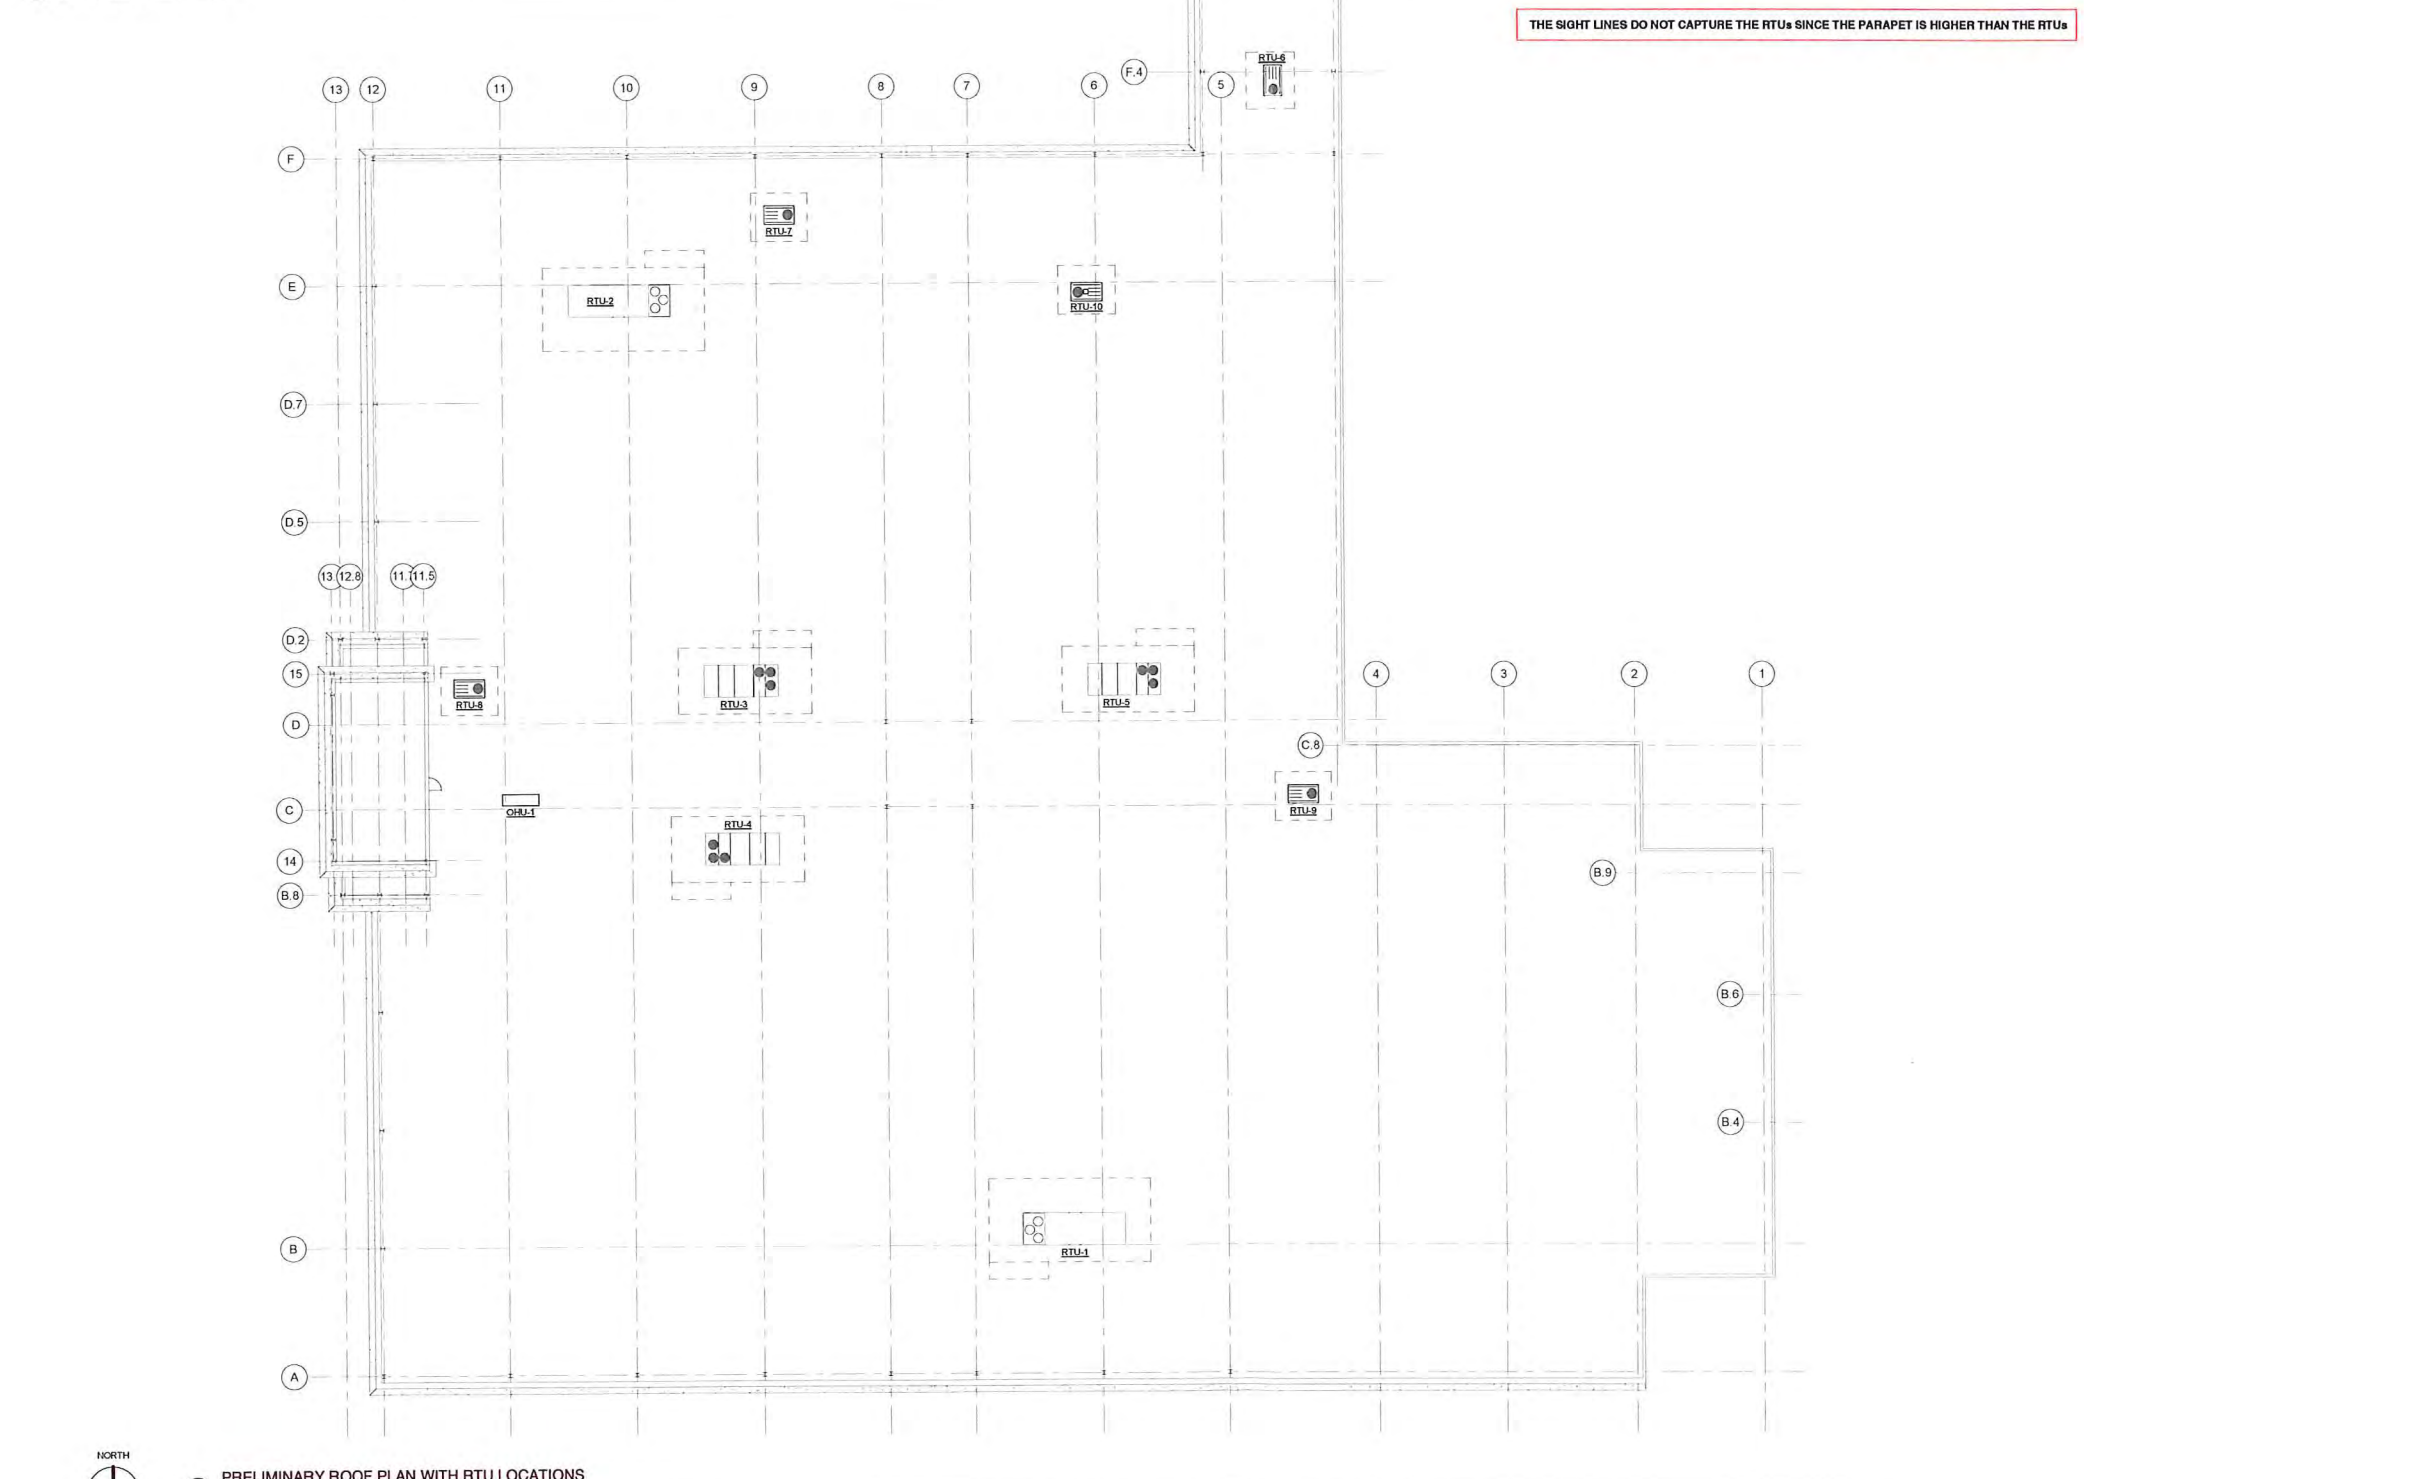 THE SIGHT LINES DO NOT CAPTURE THE RTUs SINCE THE PARAPET IS HIGHER THAN THE RTUs
RTU-6
F.4
13 12 11 10 9 8 7 6 5
F
RTU-7
E
RTU-2
RTU-10
D.7
D.5
13. 12.8 11. 11.5
D.2
15 4 3 2 1
RTU-8 RTU-3 RTU-5
D
C.8
C
OHU-1
RTU-9
RTU-4
14
B.9
B.8
B.6
B.4
B
RTU-1
A
NORTH
PRELIMINARY ROOF PLAN WITH RTU LOCATIONS